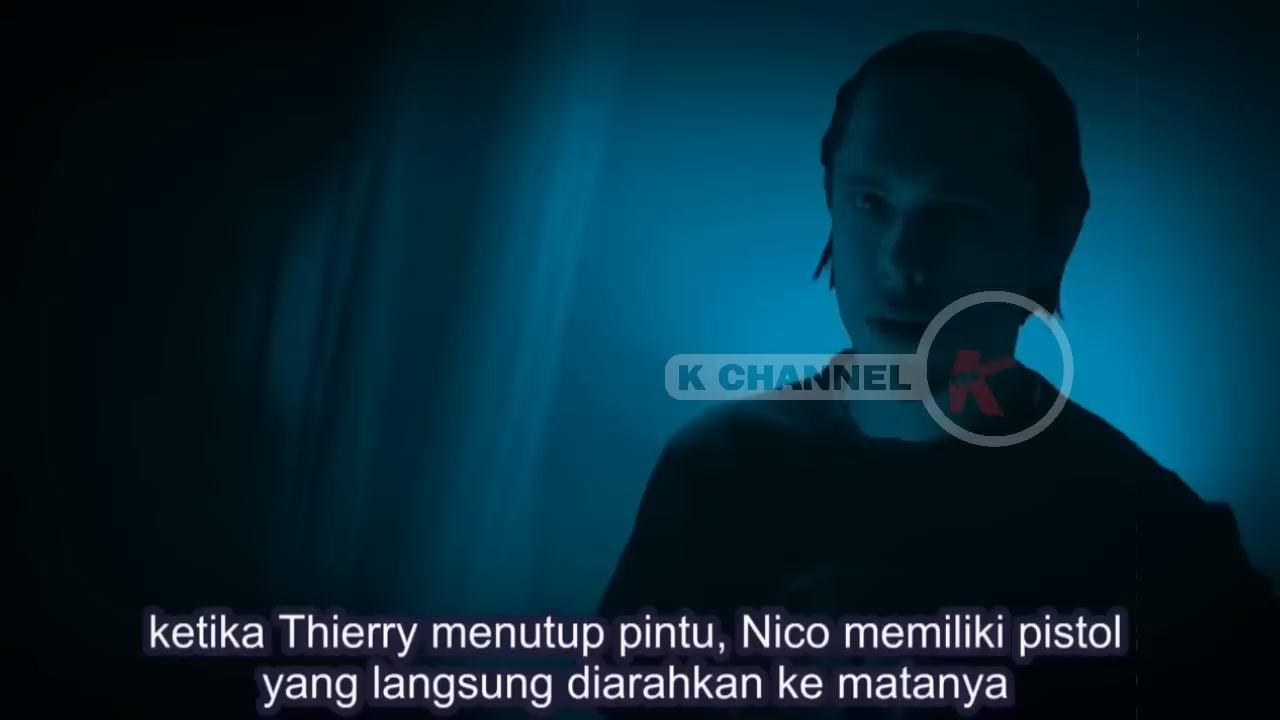 K CHANNEL
K
ketika Thierry menutup pintu, Nico memiliki pistol
yang langsung diarahkan ke matanya